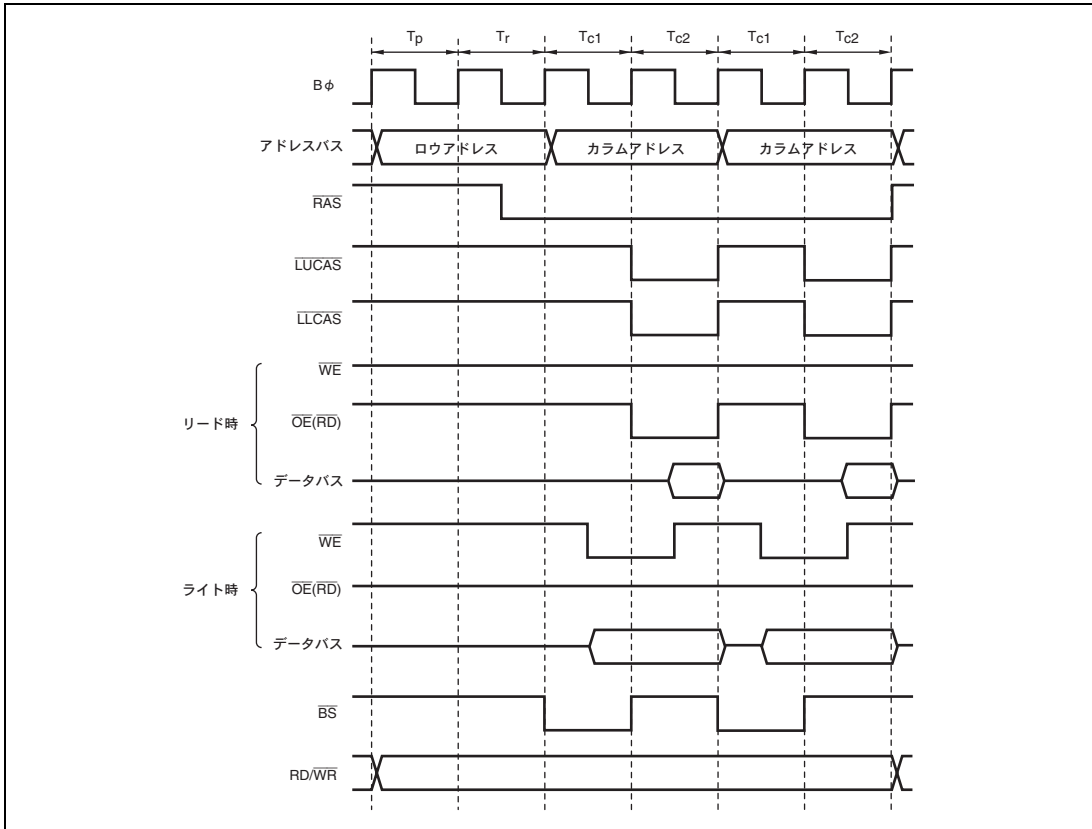 Tp Tr Tc1 Tc2 Tc1 Tc2
Bφ
アドレスバス ロウアドレス カラムアドレス カラムアドレス
RAS
LUCAS
LLCAS
リード時
WE
OE(RD)
データバス
ライト時
WE
OE(RD)
データバス
BS
RD/WR